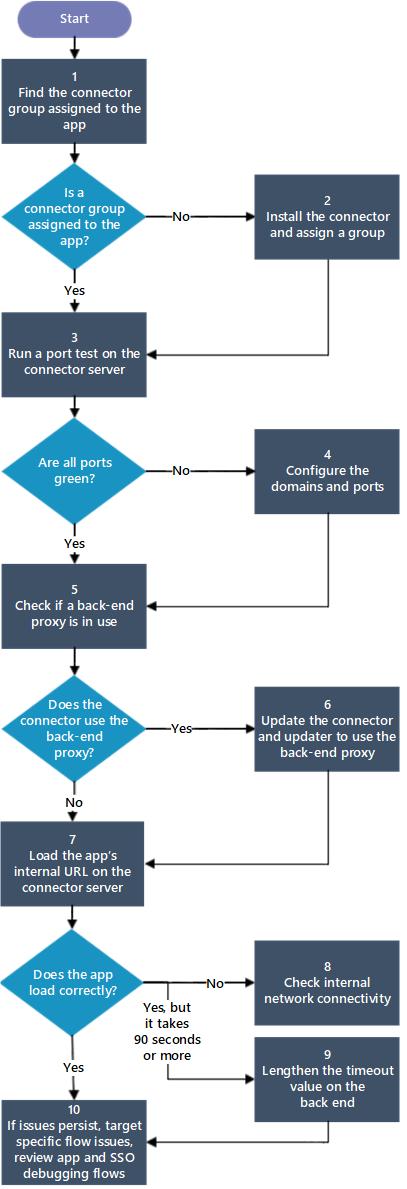 Start
1
Find the connector
group assigned to the
app
Is a
connector group
assigned to the
app?
No
2
Install the connector
and assign a group
Yes
3
Run a port test on the
connector server
Are all ports
green?
No
4
Configure the
domains and ports
Yes
5
Check if a back-end
proxy is in use
Does the
connector use the
back-end
proxy?
Yes
6
Update the connector
and updater to use the
back-end proxy
No
7
Load the app's
internal URL on the
connector server
Does the app
load correctly?
No
8
Check internal
network connectivity
Yes, but
it takes
90 seconds
or more
9
Lengthen the timeout
value on the
back end
Yes
10
If issues persist, target
specific flow issues,
review app and SSO
debugging flows